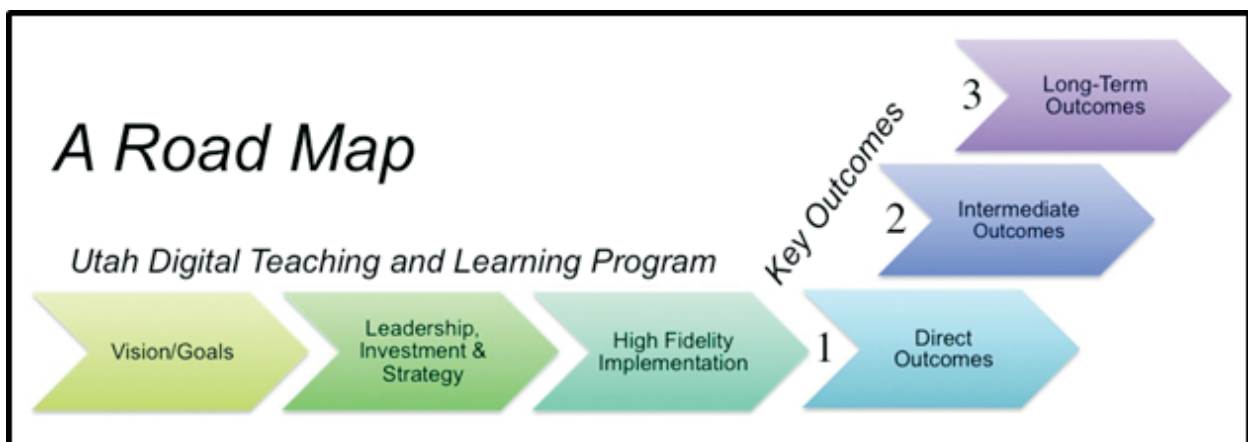 A Road Map
Utah Digital Teaching and Learning Program
Vision/Goals
Leadership,
Investment &
Strategy
High Fidelity
Implementation
Key Outcomes
1
Direct
Outcomes
2
Intermediate
Outcomes
3
Long-Term
Outcomes